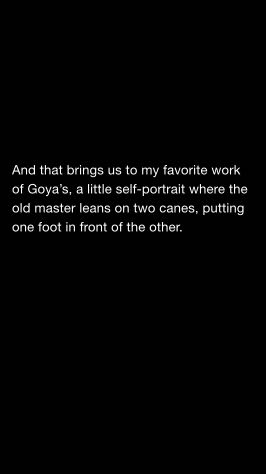 And that brings us to my favorite work
of Goya’s, a little self-portrait where the
old master leans on two canes, putting
one foot in front of the other.